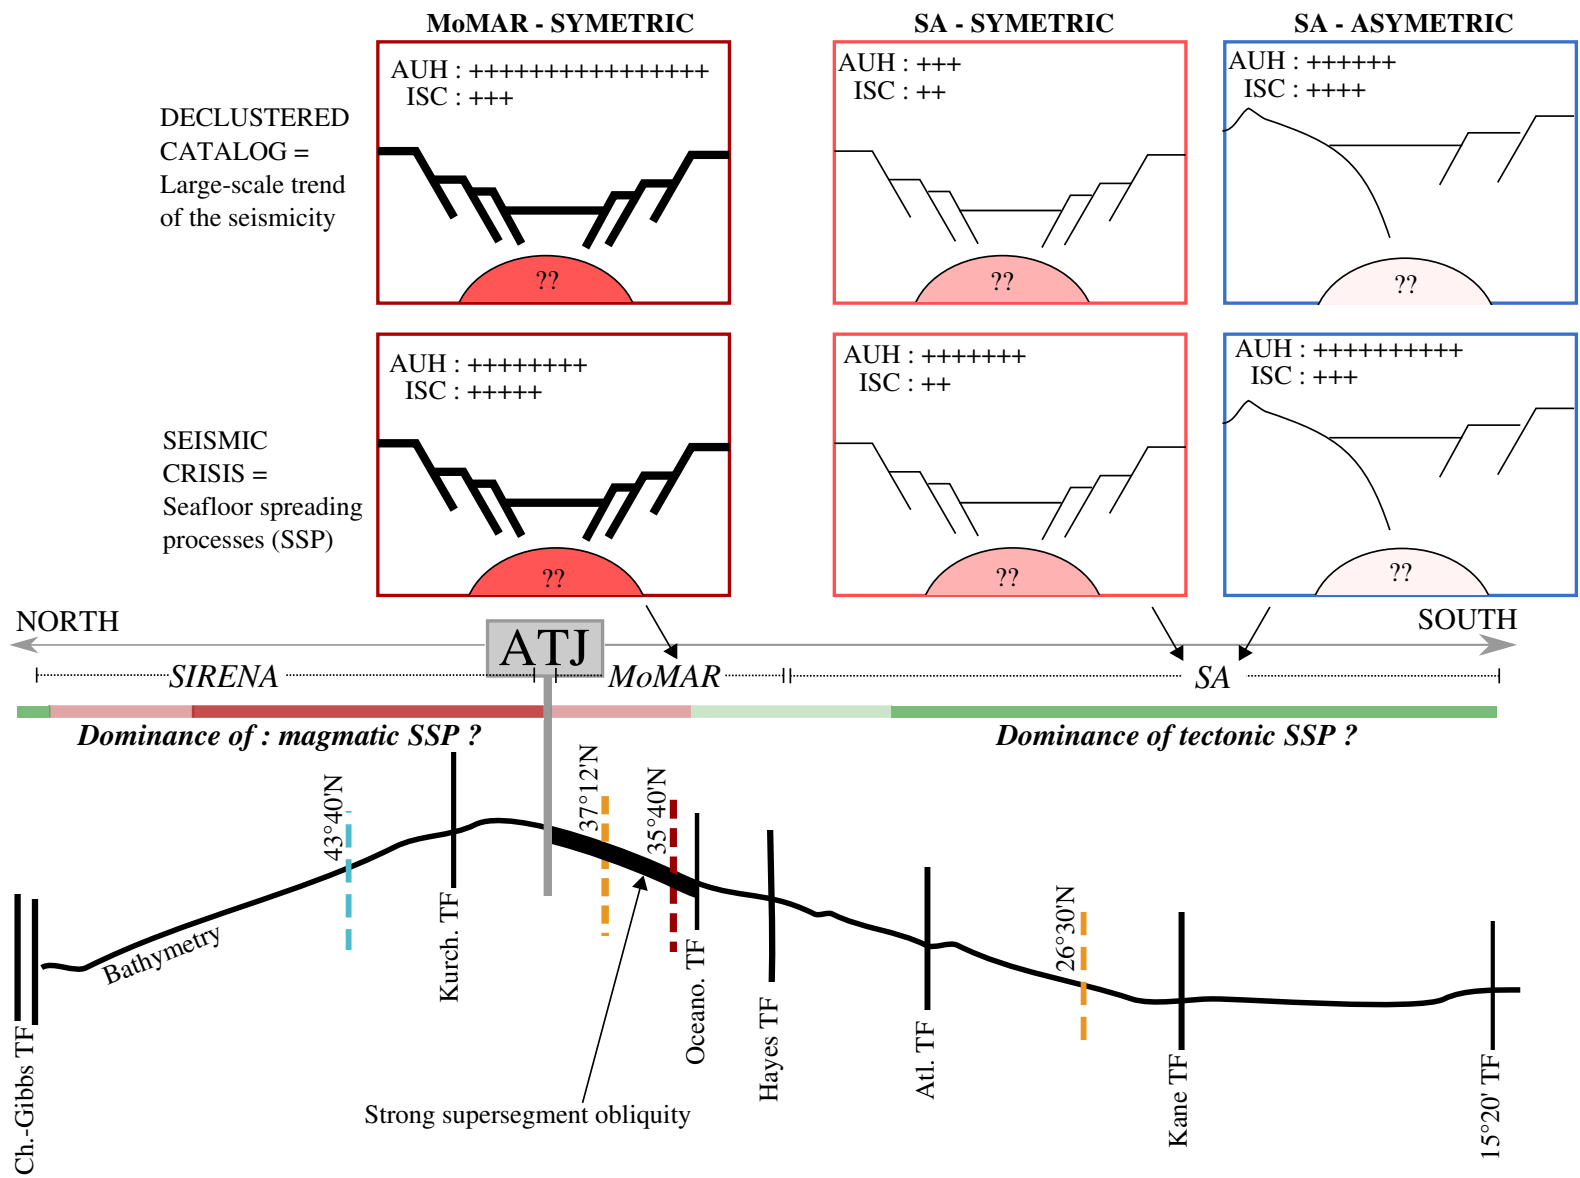 MoMAR - SYMETRIC
SA - SYMETRIC
SA - ASYMETRIC
DECLUSTERED
CATALOG =
Large-scale trend
of the seismicity
AUH : ++++++++++++++++
ISC : +++
??
AUH : +++
ISC : ++
??
AUH : ++++++
ISC : ++++
??
SEISMIC
CRISIS =
Seafloor spreading
processes (SSP)
AUH : ++++++++
ISC : +++++
??
AUH : +++++++
ISC : ++
??
AUH : ++++++++++
ISC : +++
??
NORTH
ATJ
SOUTH
SIRENA
MoMAR
SA
Dominance of : magmatic SSP ?
Dominance of tectonic SSP ?
43°40'N
37°12'N
35°40'N
26°30'N
Bathymetry
Ch.-Gibbs TF
Kurch. TF
Oceano. TF
Hayes TF
Atl. TF
Kane TF
15°20' TF
Strong supersegment obliquity